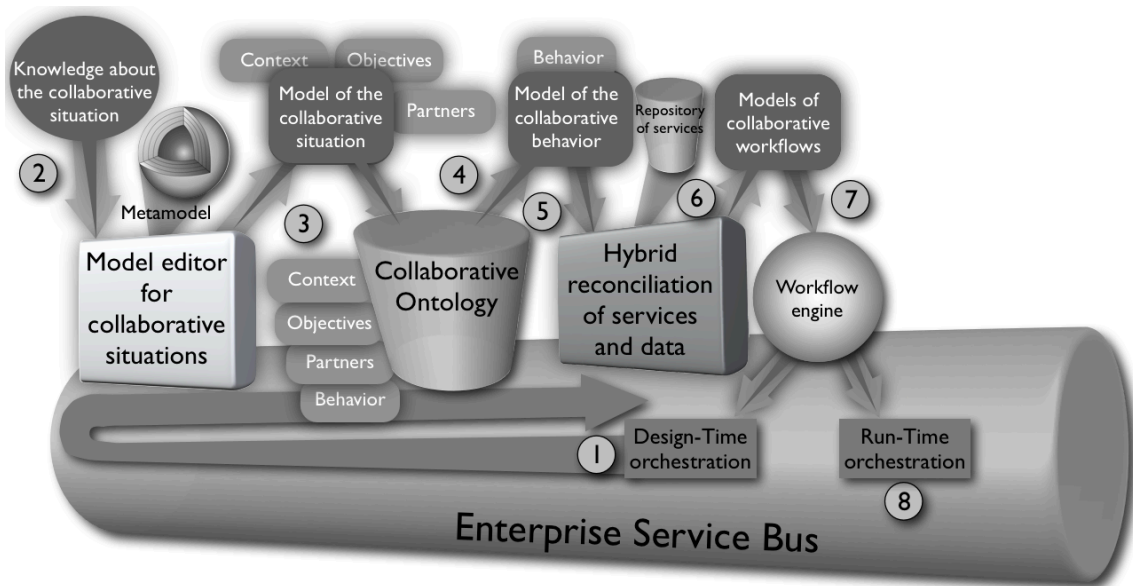 Knowledge about
the collaborative
situation
2
Metamodel
Model editor
for
collaborative
situations
Context
Objectives
Partners
Model of the
collaborative
situation
3
Context
Objectives
Partners
Behavior
Collaborative
Ontology
4
Behavior
Model of the
collaborative
behavior
5
Repository
of services
6
Hybrid
reconciliation
of services
and data
Models of
collaborative
workflows
7
Workflow
engine
1
Design-Time
orchestration
Run-Time
orchestration
8
Enterprise Service Bus